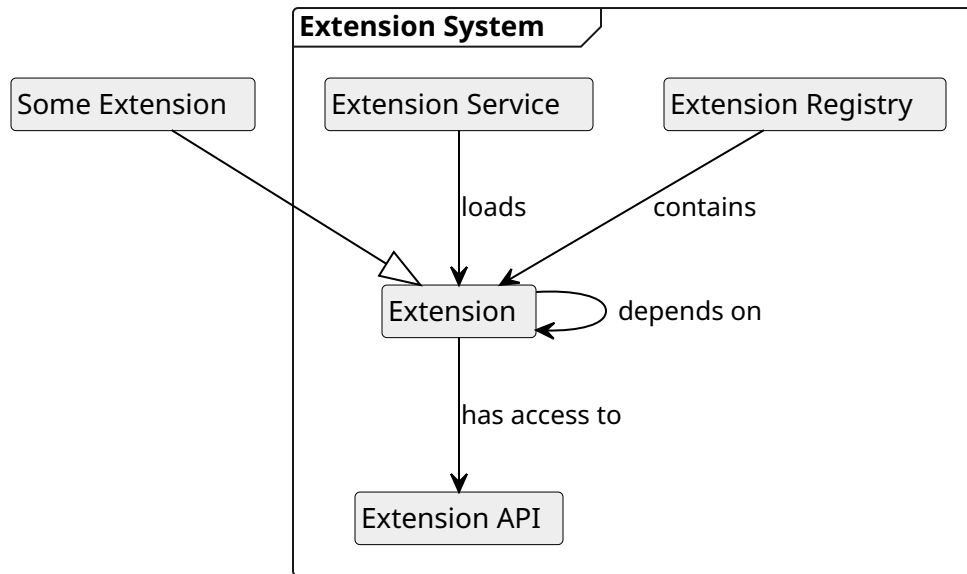 Extension System
Some Extension
Extension Service
Extension Registry
loads
contains
Extension
depends on
has access to
Extension API